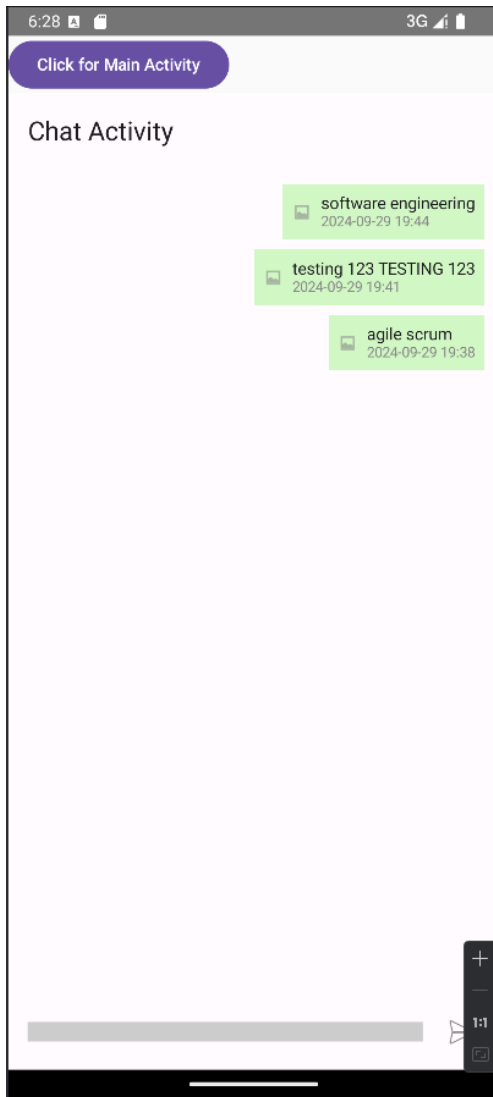 6:28
3G
Click for Main Activity
Chat Activity
software engineering
2024-09-29 19:44
testing 123 TESTING 123
2024-09-29 19:41
agile scrum
2024-09-29 19:38
1:1